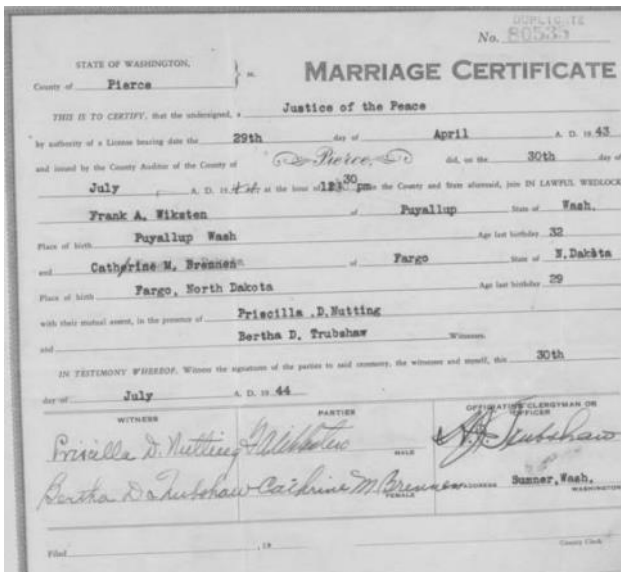 DUPLICATE
No. 80535
STATE OF WASHINGTON,
County of Pierce } ss.
MARRIAGE CERTIFICATE
THIS IS TO CERTIFY, that the undersigned, a Justice of the Peace
by authority of a License bearing date the 29th day of April A. D. 19 43
and issued by the County Auditor of the County of Pierce, did, on the 30th day of
July A. D. 19 at the hour of 12:30 pm in the County and State aforesaid, join IN LAWFUL WEDLOCK
Frank A. Wiksten of Puyallup State of Wash.
Place of birth Puyallup Wash Age last birthday 32
and Catherine M. Brennen of Fargo State of N.Dakata
Place of birth Fargo, North Dakota Age last birthday 29
with their mutual assent, in the presence of Priscilla .D.Nutting
and Bertha D. Trubshaw Witnesses.
IN TESTIMONY WHEREOF, Witness the signatures of the parties to said ceremony, the witnesses and myself, this 30th
day of July A. D. 19 44
WITNESS PARTIES OFFICIATING CLERGYMAN OR OFFICER
Priscilla D. Nutting MALE Trubshaw
Bertha D Trubshaw Cathrine M. Brennen FEMALE ADDRESS Sumner, Wash. WASHINGTON
Filed , 19 County Clerk